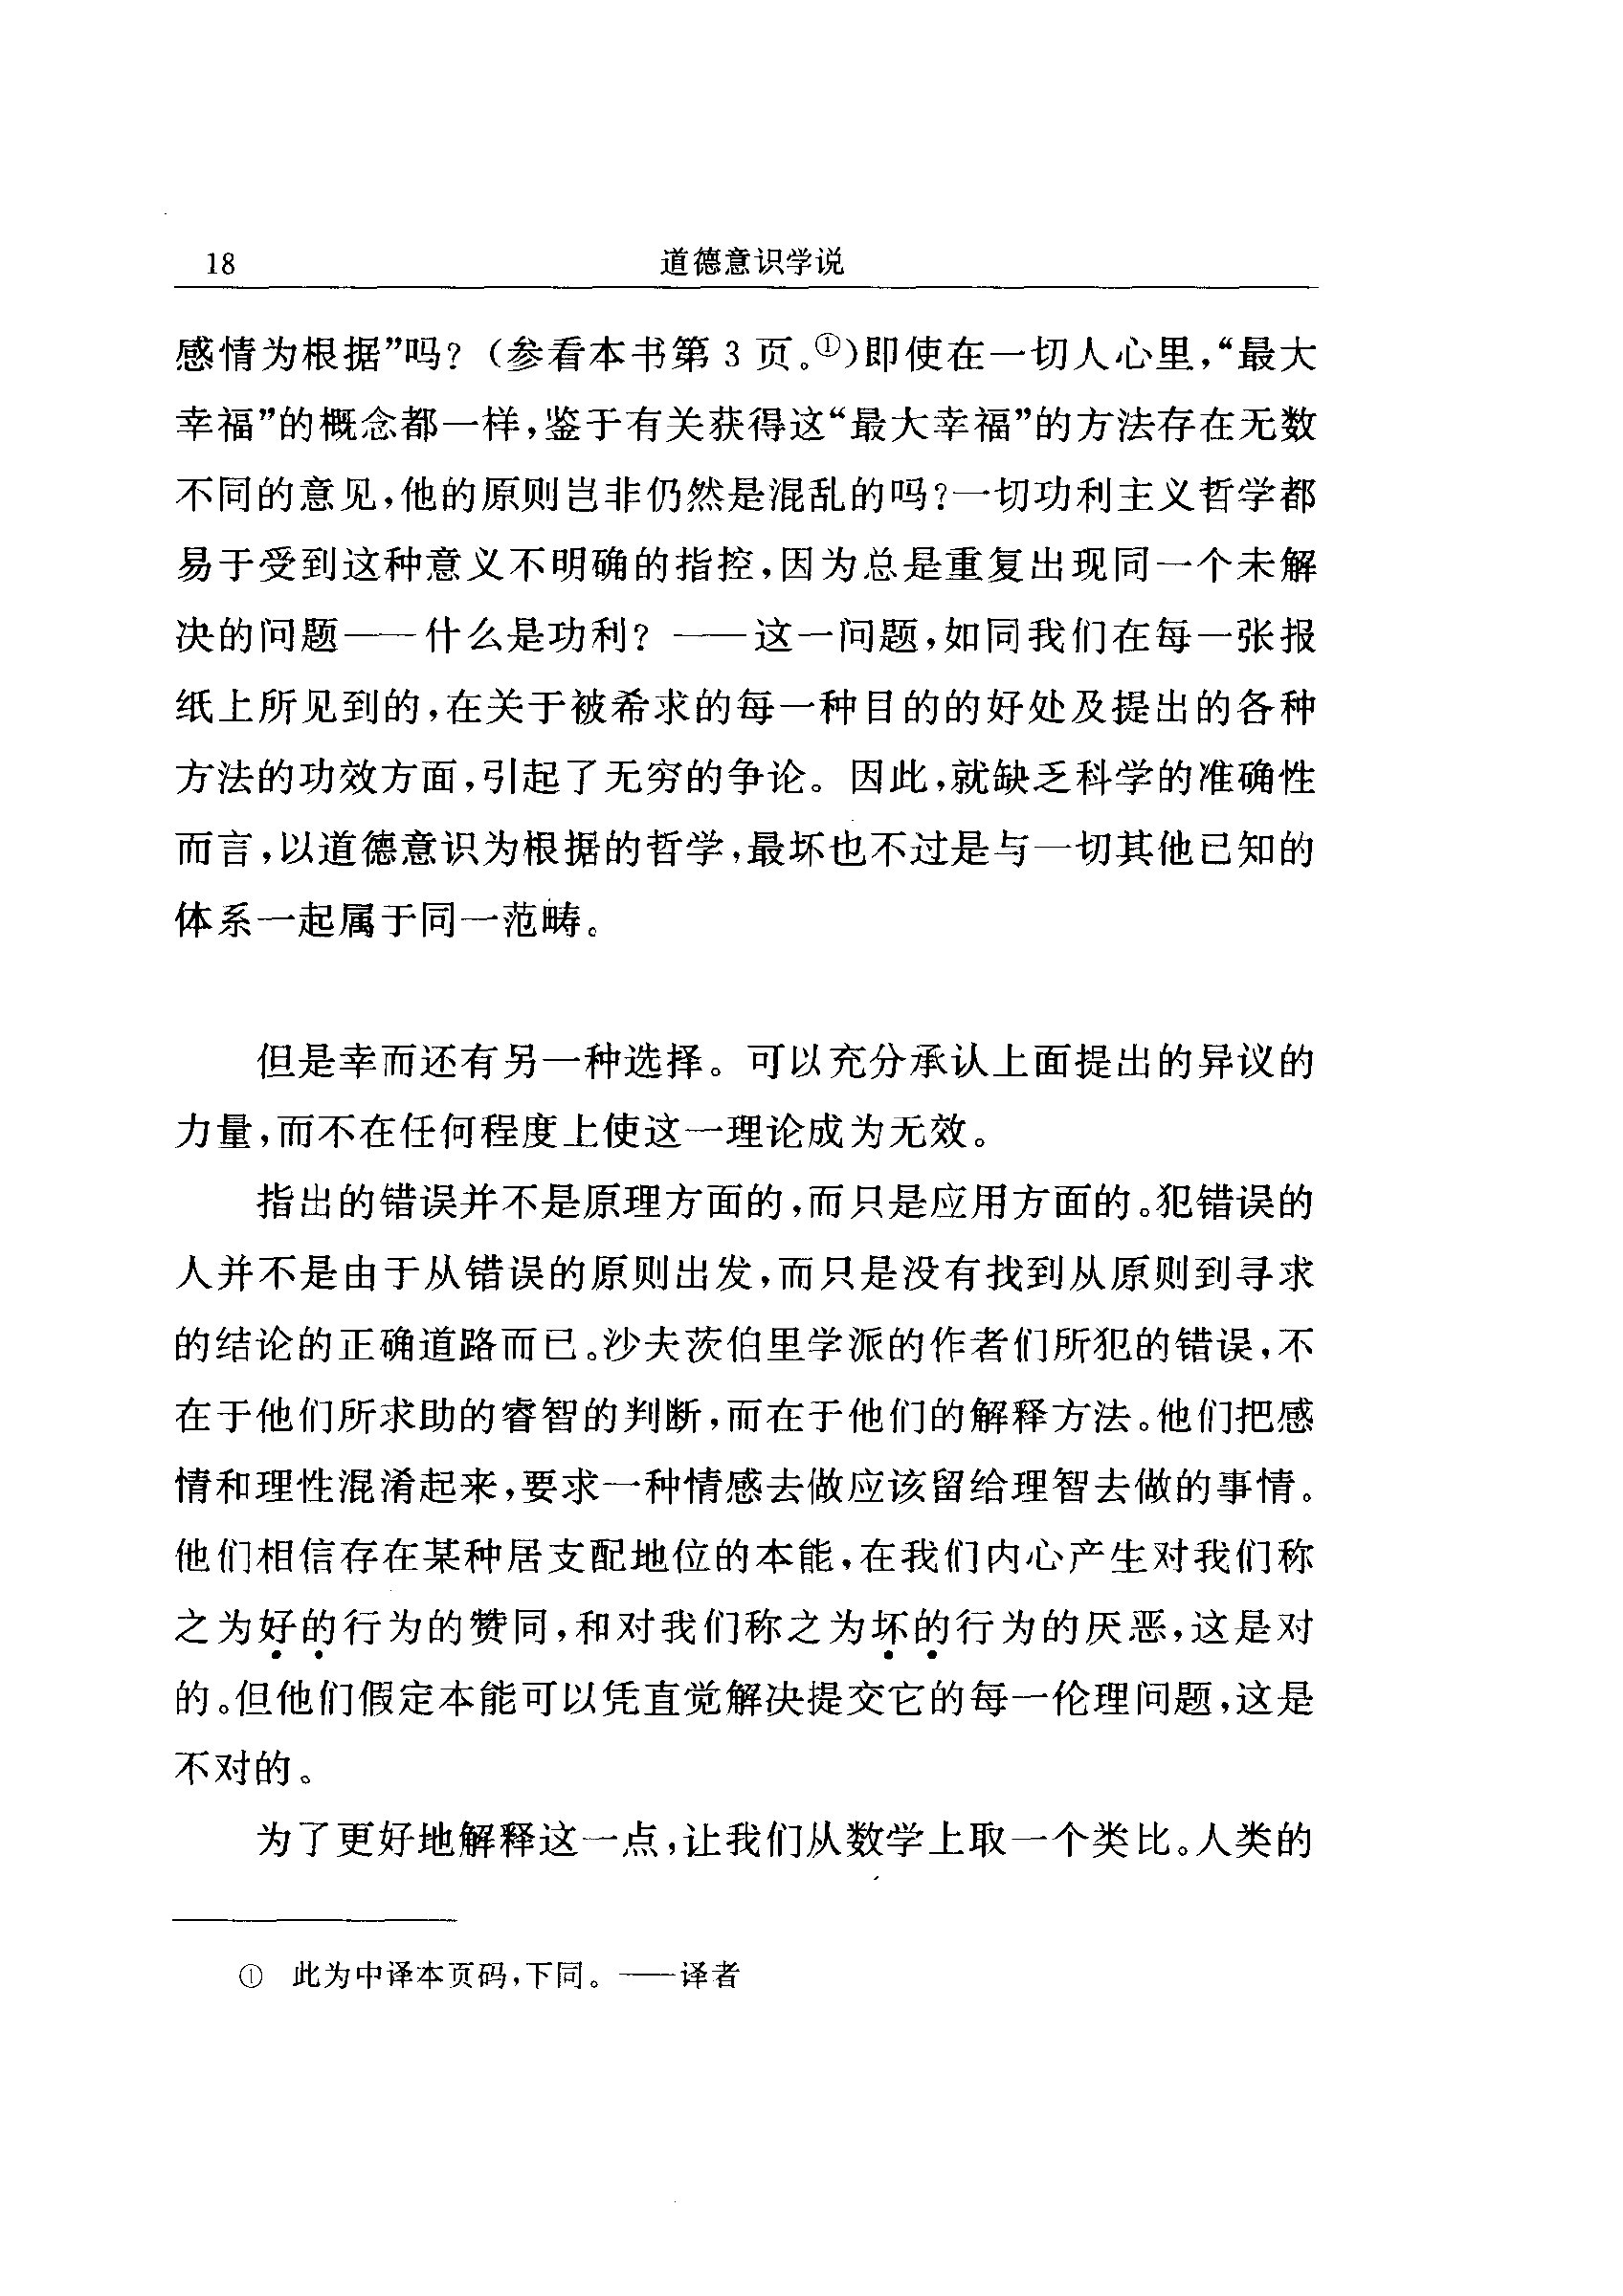 18 道德意识学说
感情为根据”吗？（参看本书第 3 页。①）即使在一切人心里，“最大
幸福”的概念都一样，鉴于有关获得这“最大幸福”的方法存在无数
不同的意见，他的原则岂非仍然是混乱的吗？一切功利主义哲学都
易于受到这种意义不明确的指控，因为总是重复出现同一个未解
决的问题——什么是功利？——这一问题，如同我们在每一张报
纸上所见到的，在关于被希求的每一种目的的好处及提出的各种
方法的功效方面，引起了无穷的争论。因此，就缺乏科学的准确性
而言，以道德意识为根据的哲学，最坏也不过是与一切其他已知的
体系一起属于同一范畴。
但是幸而还有另一种选择。可以充分承认上面提出的异议的
力量，而不在任何程度上使这一理论成为无效。
指出的错误并不是原理方面的，而只是应用方面的。犯错误的
人并不是由于从错误的原则出发，而只是没有找到从原则到寻求
的结论的正确道路而已。沙夫茨伯里学派的作者们所犯的错误，不
在于他们所求助的睿智的判断，而在于他们的解释方法。他们把感
情和理性混淆起来，要求一种情感去做应该留给理智去做的事情。
他们相信存在某种居支配地位的本能，在我们内心产生对我们称
之为好的行为的赞同，和对我们称之为坏的行为的厌恶，这是对
的。但他们假定本能可以凭直觉解决提交它的每一伦理问题，这是
不对的。
为了更好地解释这一点，让我们从数学上取一个类比。人类的
① 此为中译本页码，下同。——译者